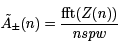 Ã±(n) = fft(Z(n)) / nspw